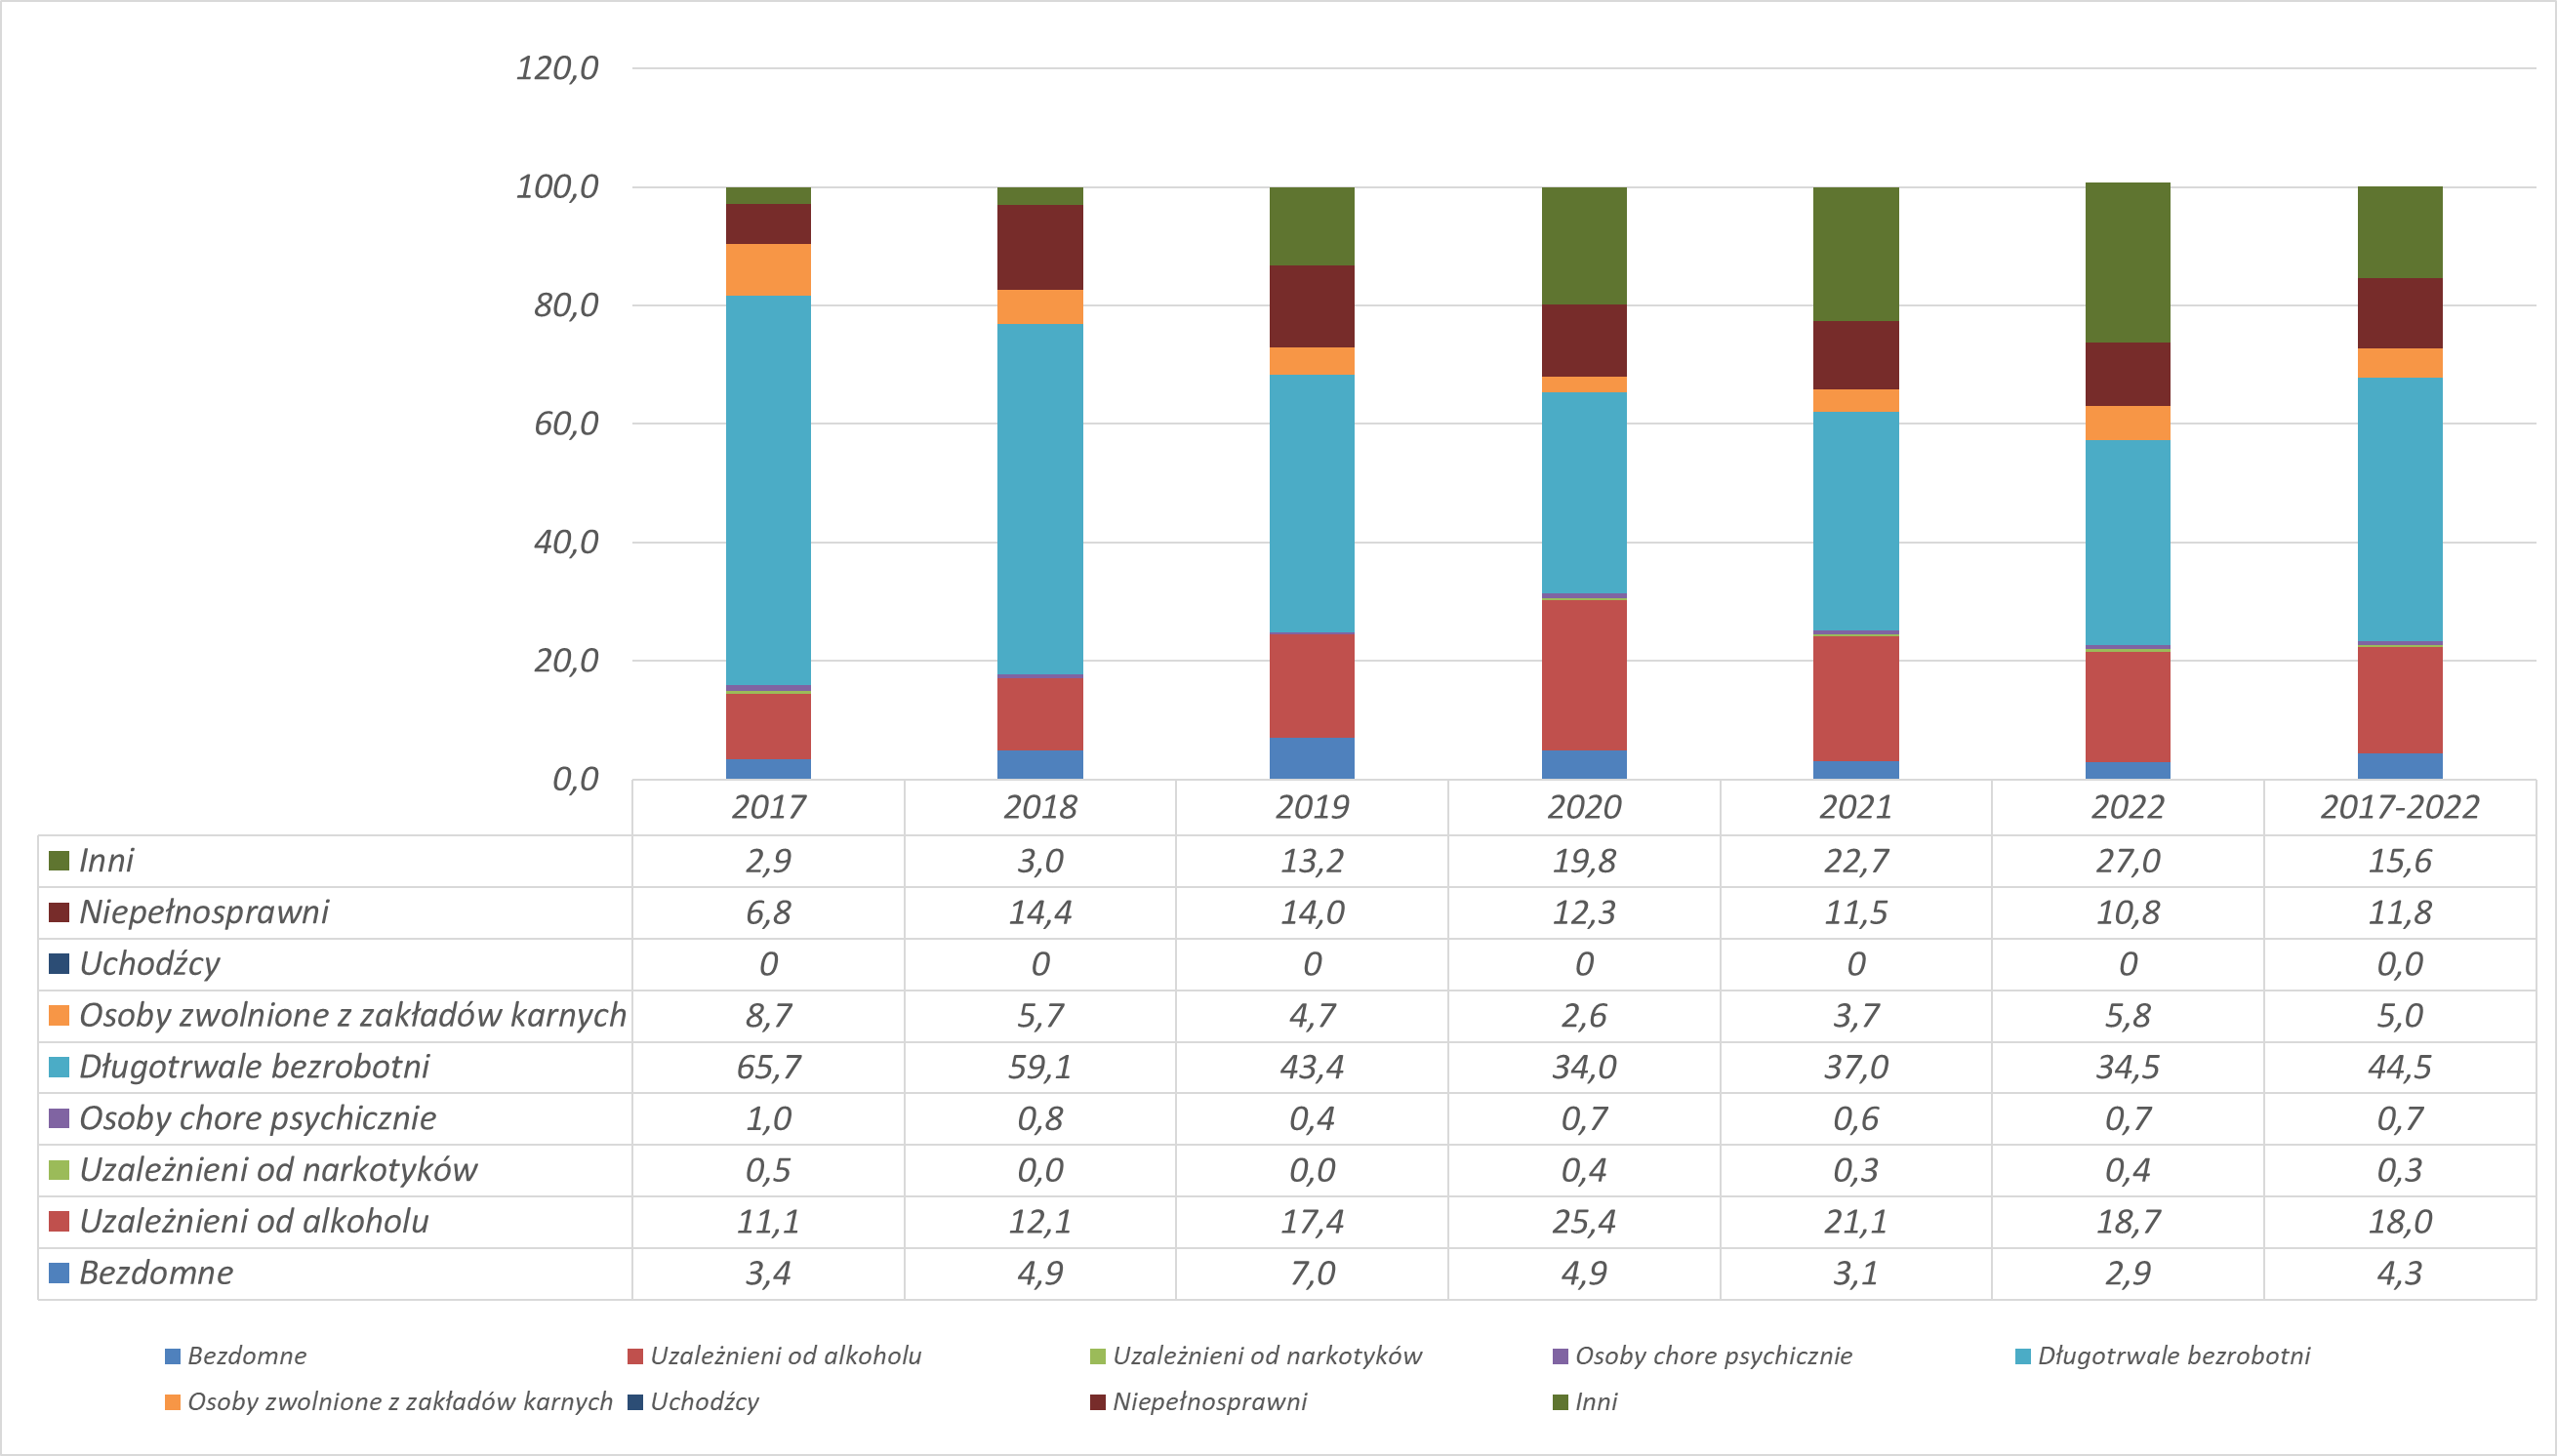 120,0
100,0
80,0
60,0
40,0
20,0
0,0
2017 2018 2019 2020 2021 2022 2017-2022
Inni 2,9 3,0 13,2 19,8 22,7 27,0 15,6
Niepełnosprawni 6,8 14,4 14,0 12,3 11,5 10,8 11,8
Uchodźcy 0 0 0 0 0 0 0,0
Osoby zwolnione z zakładów karnych 8,7 5,7 4,7 2,6 3,7 5,8 5,0
Długotrwale bezrobotni 65,7 59,1 43,4 34,0 37,0 34,5 44,5
Osoby chore psychicznie 1,0 0,8 0,4 0,7 0,6 0,7 0,7
Uzależnieni od narkotyków 0,5 0,0 0,0 0,4 0,3 0,4 0,3
Uzależnieni od alkoholu 11,1 12,1 17,4 25,4 21,1 18,7 18,0
Bezdomne 3,4 4,9 7,0 4,9 3,1 2,9 4,3
Bezdomne Uzależnieni od alkoholu Uzależnieni od narkotyków Osoby chore psychicznie Długotrwale bezrobotni
Osoby zwolnione z zakładów karnych Uchodźcy Niepełnosprawni Inni